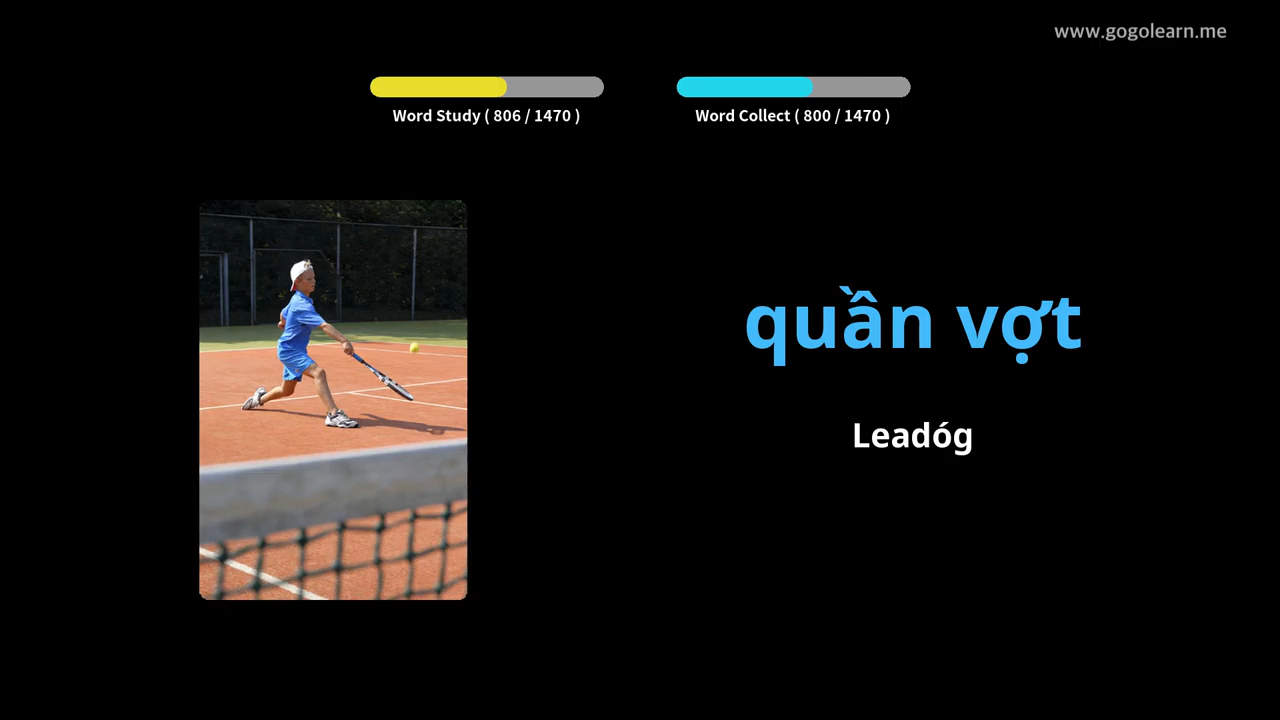 www.gogolearn.me
Word Study ( 806 / 1470 )
Word Collect ( 800 / 1470 )
quần vợt
Leadóg